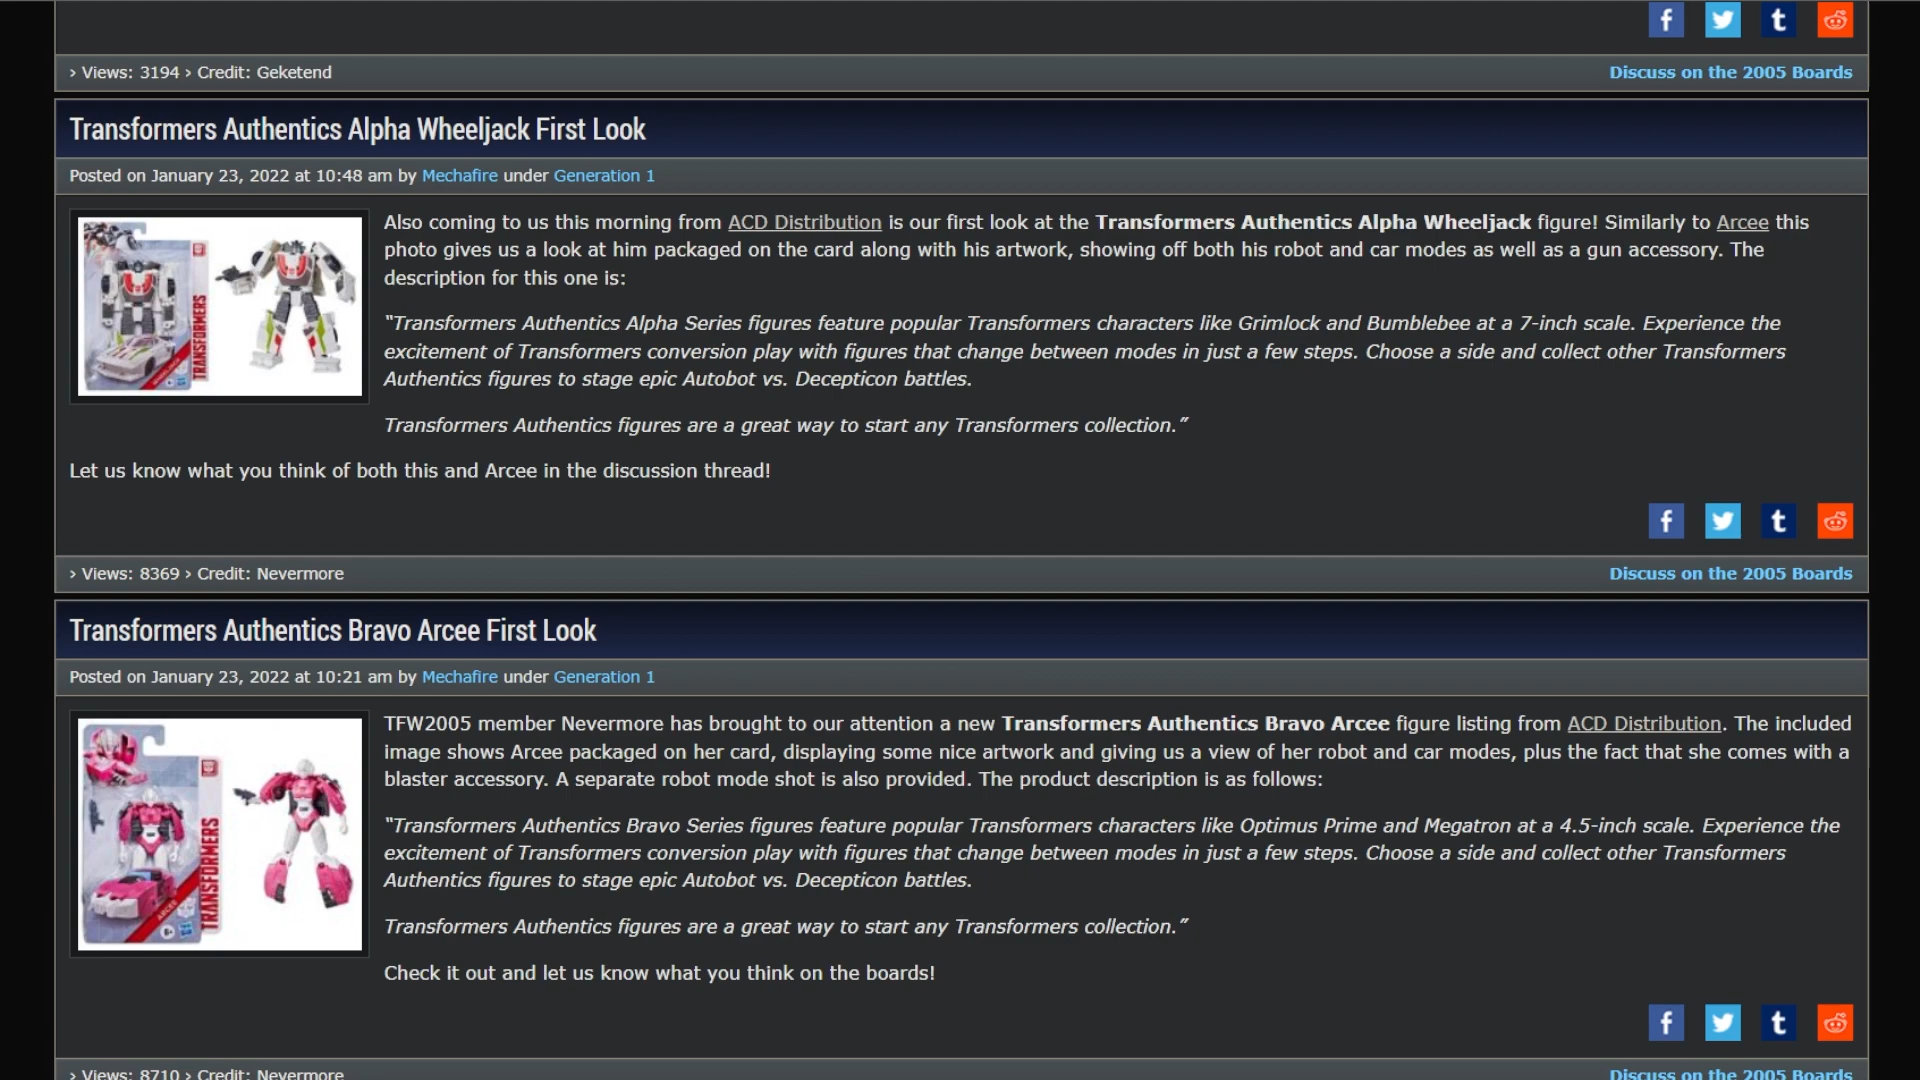 › Views: 3194 › Credit: Geketend
Discuss on the 2005 Boards
Transformers Authentics Alpha Wheeljack First Look
Posted on January 23, 2022 at 10:48 am by Mechafire under Generation 1
Also coming to us this morning from ACD Distribution is our first look at the Transformers Authentics Alpha Wheeljack figure! Similarly to Arcee this
photo gives us a look at him packaged on the card along with his artwork, showing off both his robot and car modes as well as a gun accessory. The
description for this one is:
“Transformers Authentics Alpha Series figures feature popular Transformers characters like Grimlock and Bumblebee at a 7-inch scale. Experience the
excitement of Transformers conversion play with figures that change between modes in just a few steps. Choose a side and collect other Transformers
Authentics figures to stage epic Autobot vs. Decepticon battles.
Transformers Authentics figures are a great way to start any Transformers collection.”
TRANSFORMERS
Let us know what you think of both this and Arcee in the discussion thread!
› Views: 8369 › Credit: Nevermore
Discuss on the 2005 Boards
Transformers Authentics Bravo Arcee First Look
Posted on January 23, 2022 at 10:21 am by Mechafire under Generation 1
TFW2005 member Nevermore has brought to our attention a new Transformers Authentics Bravo Arcee figure listing from ACD Distribution. The included
image shows Arcee packaged on her card, displaying some nice artwork and giving us a view of her robot and car modes, plus the fact that she comes with a
blaster accessory. A separate robot mode shot is also provided. The product description is as follows:
“Transformers Authentics Bravo Series figures feature popular Transformers characters like Optimus Prime and Megatron at a 4.5-inch scale. Experience the
excitement of Transformers conversion play with figures that change between modes in just a few steps. Choose a side and collect other Transformers
Authentics figures to stage epic Autobot vs. Decepticon battles.
Transformers Authentics figures are a great way to start any Transformers collection.”
TRANSFORMERS
ARCEE
6+
Check it out and let us know what you think on the boards!
› Views: 8710 › Credit: Nevermore
Discuss on the 2005 Boards